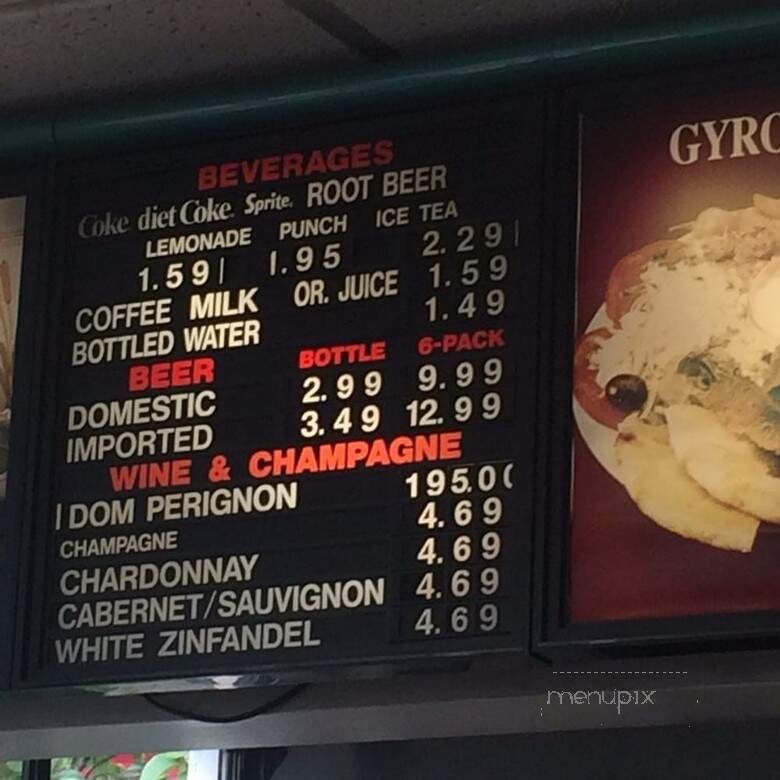 BEVERAGES
Coke diet Coke Sprite ROOT BEER
LEMONADE PUNCH ICE TEA
1.59 1.95 2.29
COFFEE MILK OR. JUICE 1.59
BOTTLED WATER 1.49
BEER BOTTLE 6-PACK
DOMESTIC 2.99 9.99
IMPORTED 3.49 12.99
WINE & CHAMPAGNE
DOM PERIGNON 195.00
CHAMPAGNE 4.69
CHARDONNAY 4.69
CABERNET/SAUVIGNON 4.69
WHITE ZINFANDEL 4.69
GYRO
menupix